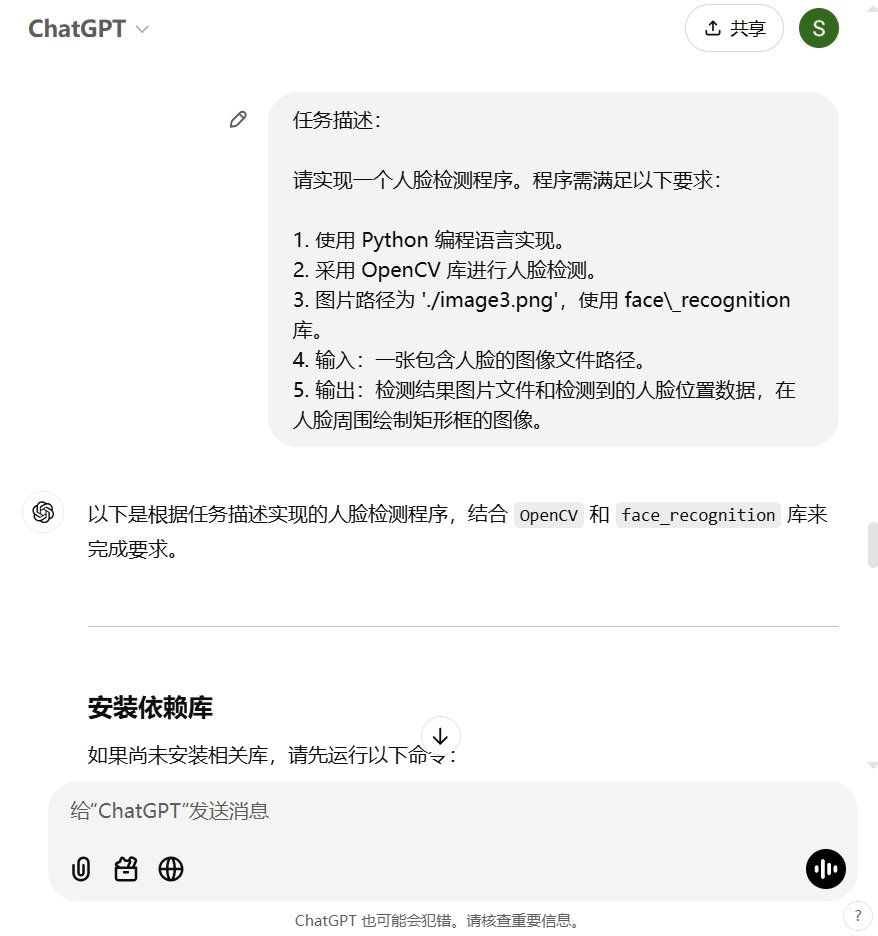 ChatGPT
共享
S
任务描述：
请实现一个人脸检测程序。程序需满足以下要求：
1. 使用 Python 编程语言实现。
2. 采用 OpenCV 库进行人脸检测。
3. 图片路径为 './image3.png'，使用 face\_recognition
库。
4. 输入：一张包含人脸的图像文件路径。
5. 输出：检测结果图片文件和检测到的人脸位置数据，在
人脸周围绘制矩形框的图像。
以下是根据任务描述实现的人脸检测程序，结合 OpenCV 和 face_recognition 库来
完成要求。
安装依赖库
如果尚未安装相关库，请先运行以下命令：
给“ChatGPT”发送消息
ChatGPT 也可能会犯错。请核查重要信息。
?